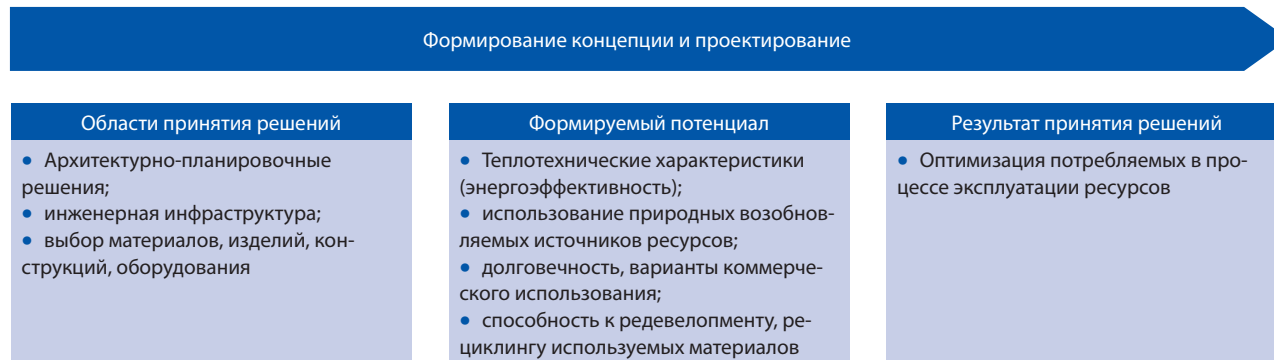 Формирование концепции и проектирование
Области принятия решений
• Архитектурно-планировочные
решения;
• инженерная инфраструктура;
• выбор материалов, изделий, кон-
струкций, оборудования
Формируемый потенциал
• Теплотехнические характеристики
(энергоэффективность);
• использование природных возобнов-
ляемых источников ресурсов;
• долговечность, варианты коммерче-
ского использования;
• способность к редевелопменту, ре-
циклингу используемых материалов
Результат принятия решений
• Оптимизация потребляемых в про-
цессе эксплуатации ресурсов